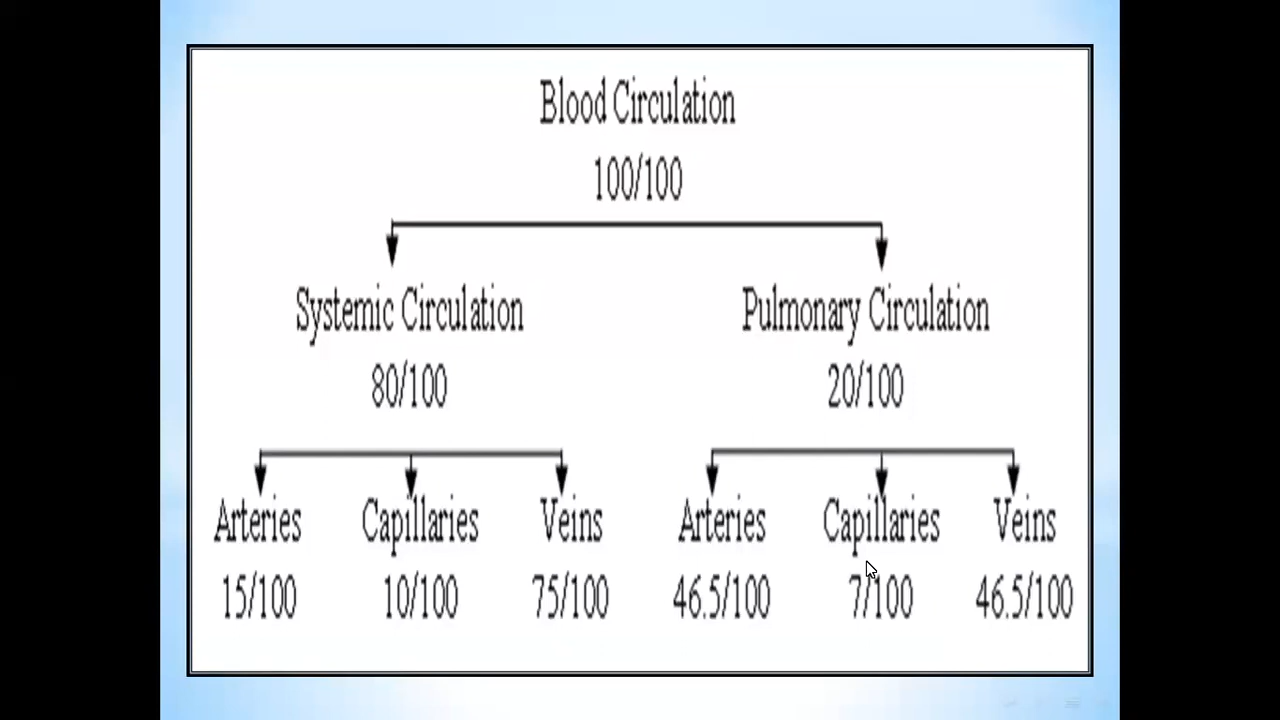 Blood Circulation
100/100
Systemic Circulation
80/100
Pulmonary Circulation
20/100
Arteries Capillaries Veins
15/100 10/100 75/100
Arteries Capillaries Veins
46.5/100 7/100 46.5/100